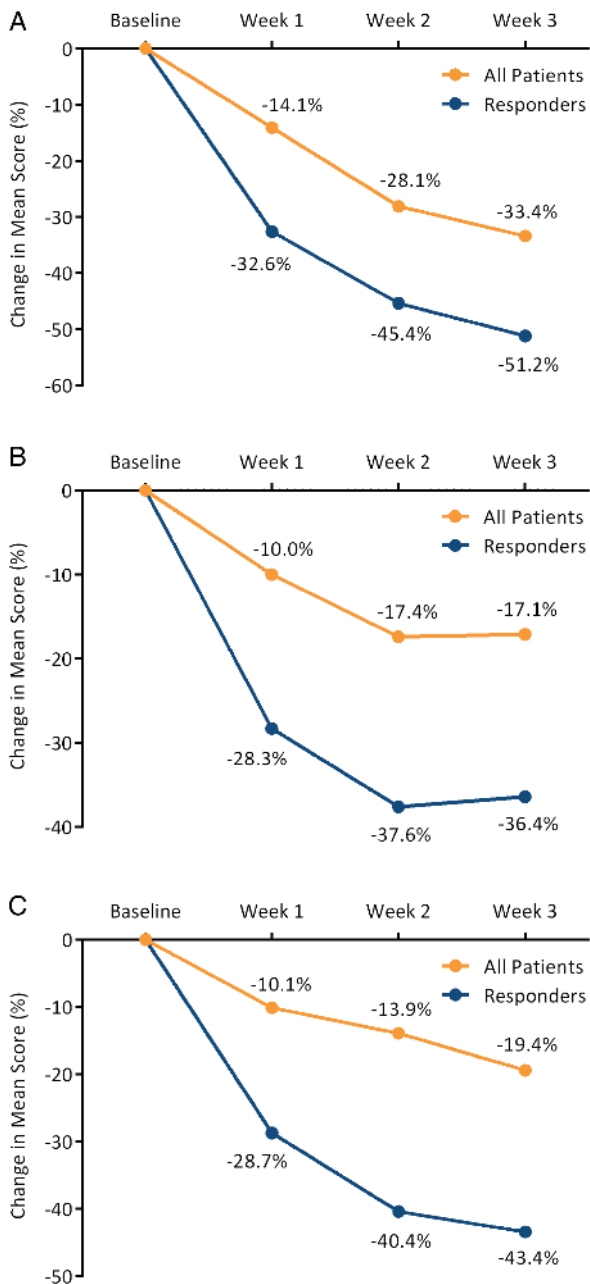 A
Baseline Week 1 Week 2 Week 3
0
-10
-20
-30
-40
-50
-60
Change in Mean Score (%)
All Patients
Responders
-14.1%
-28.1%
-33.4%
-32.6%
-45.4%
-51.2%
B
Baseline Week 1 Week 2 Week 3
0
-10
-20
-30
-40
Change in Mean Score (%)
All Patients
Responders
-10.0%
-17.4%
-17.1%
-28.3%
-37.6%
-36.4%
C
Baseline Week 1 Week 2 Week 3
0
-10
-20
-30
-40
-50
Change in Mean Score (%)
All Patients
Responders
-10.1%
-13.9%
-19.4%
-28.7%
-40.4%
-43.4%